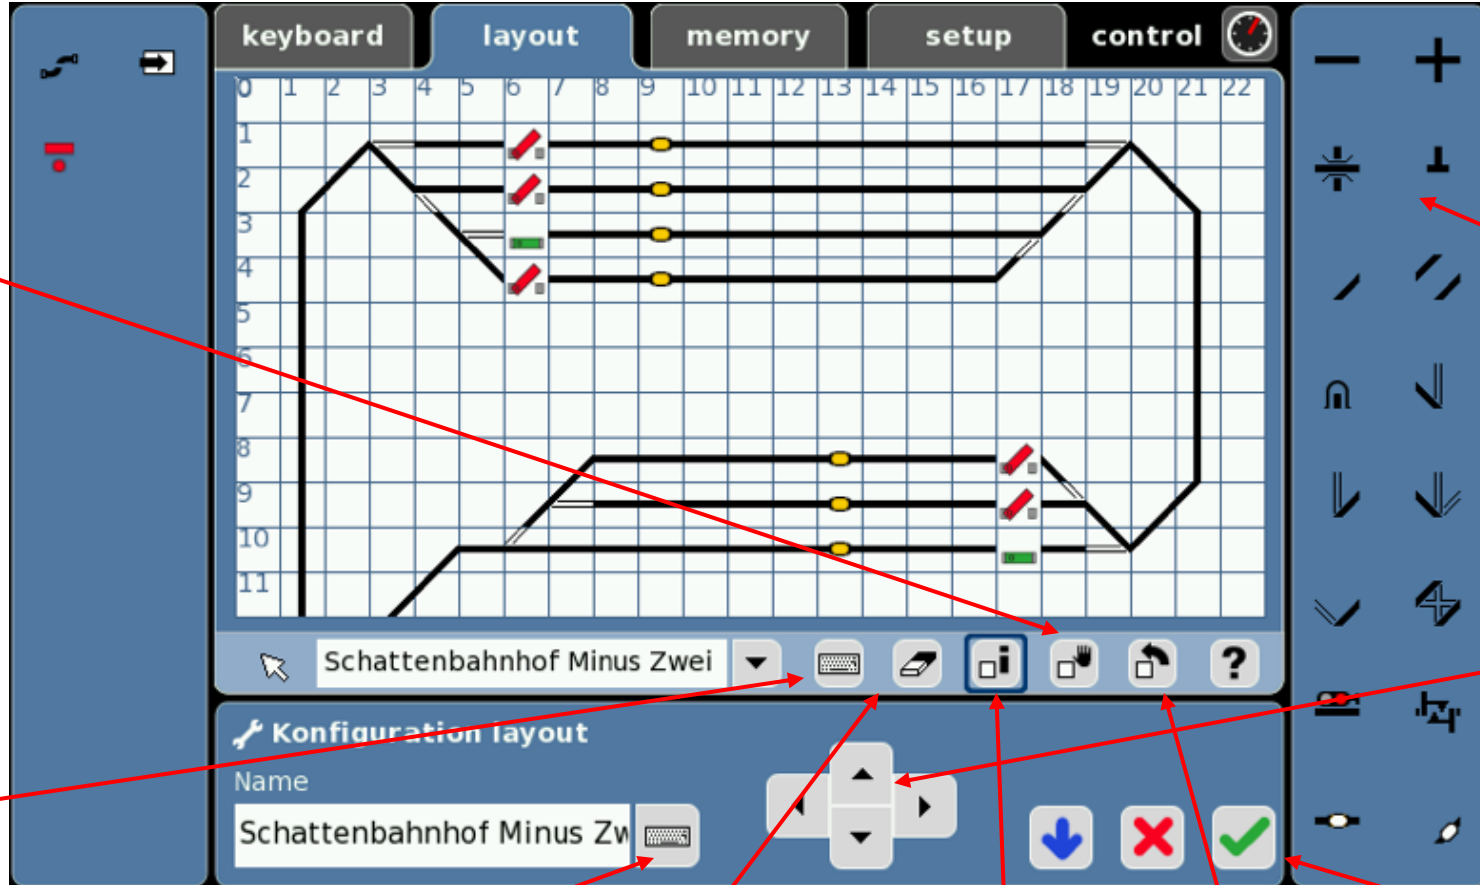 keyboard layout memory setup control
0 1 2 3 4 5 6 7 8 9 10 11 12 13 14 15 16 17 18 19 20 21 22
1
2
3
4
5
6
7
8
9
10
11
Schattenbahnhof Minus Zwei
i
?
Konfiguration layout
Name
Schattenbahnhof Minus Zw